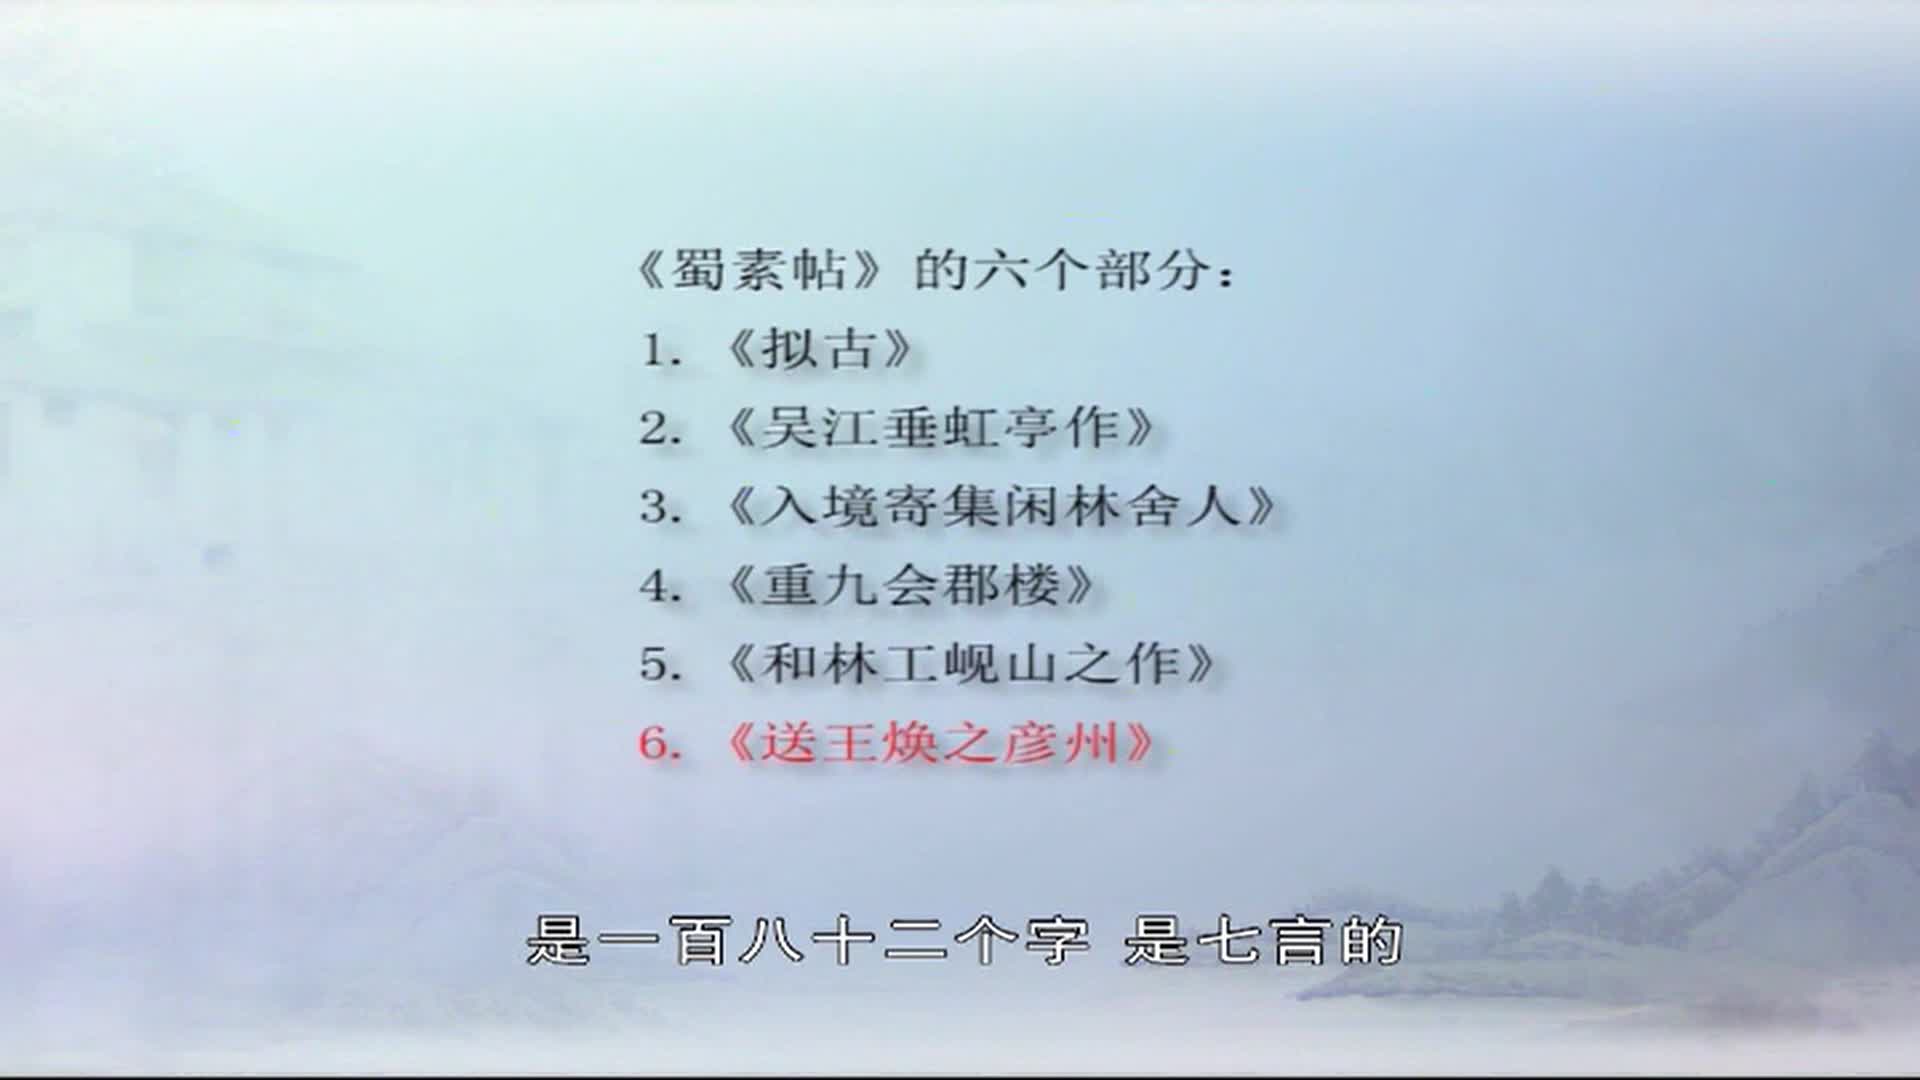 《蜀素帖》的六个部分：
1. 《拟古》
2. 《吴江垂虹亭作》
3. 《入境寄集闲林舍人》
4. 《重九会郡楼》
5. 《和林工岘山之作》
6. 《送王焕之彦州》
是一百八十二个字 是七言的